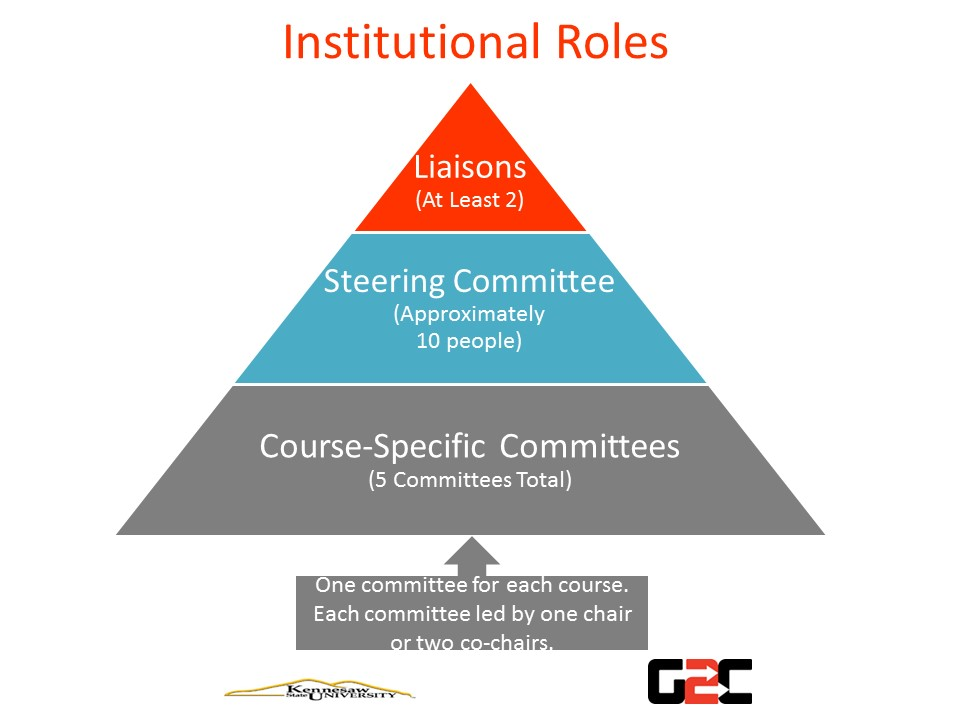 Institutional Roles
Liaisons
(At Least 2)
Steering Committee
(Approximately
10 people)
Course-Specific Committees
(5 Committees Total)
One committee for each course.
Each committee led by one chair
or two co-chairs.
Kennesaw
State UNIVERSITY
G2C